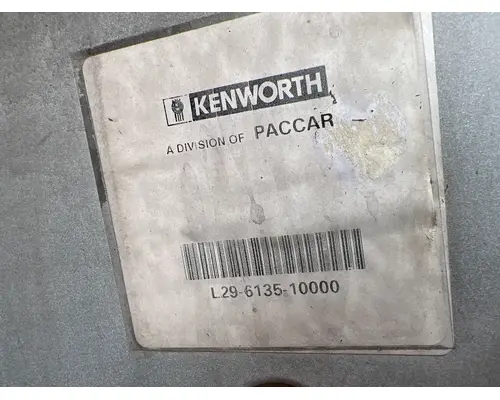 KENWORTH
A DIVISION OF PACCAR
L29-6135-10000